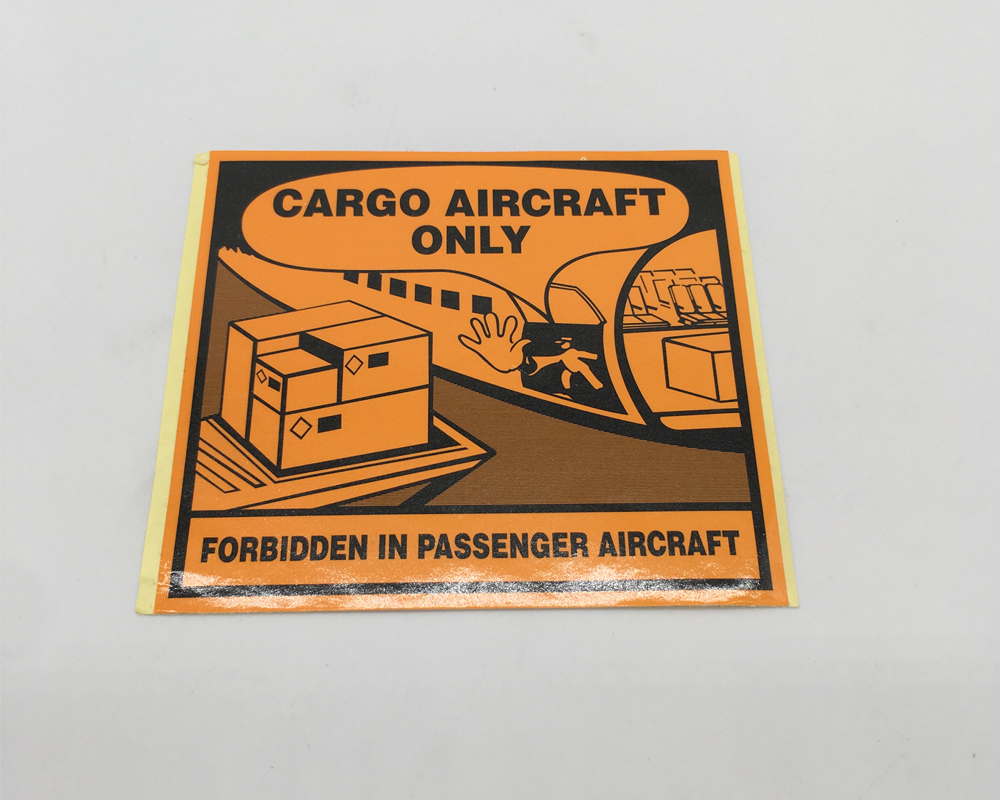 CARGO AIRCRAFT
ONLY
FORBIDDEN IN PASSENGER AIRCRAFT